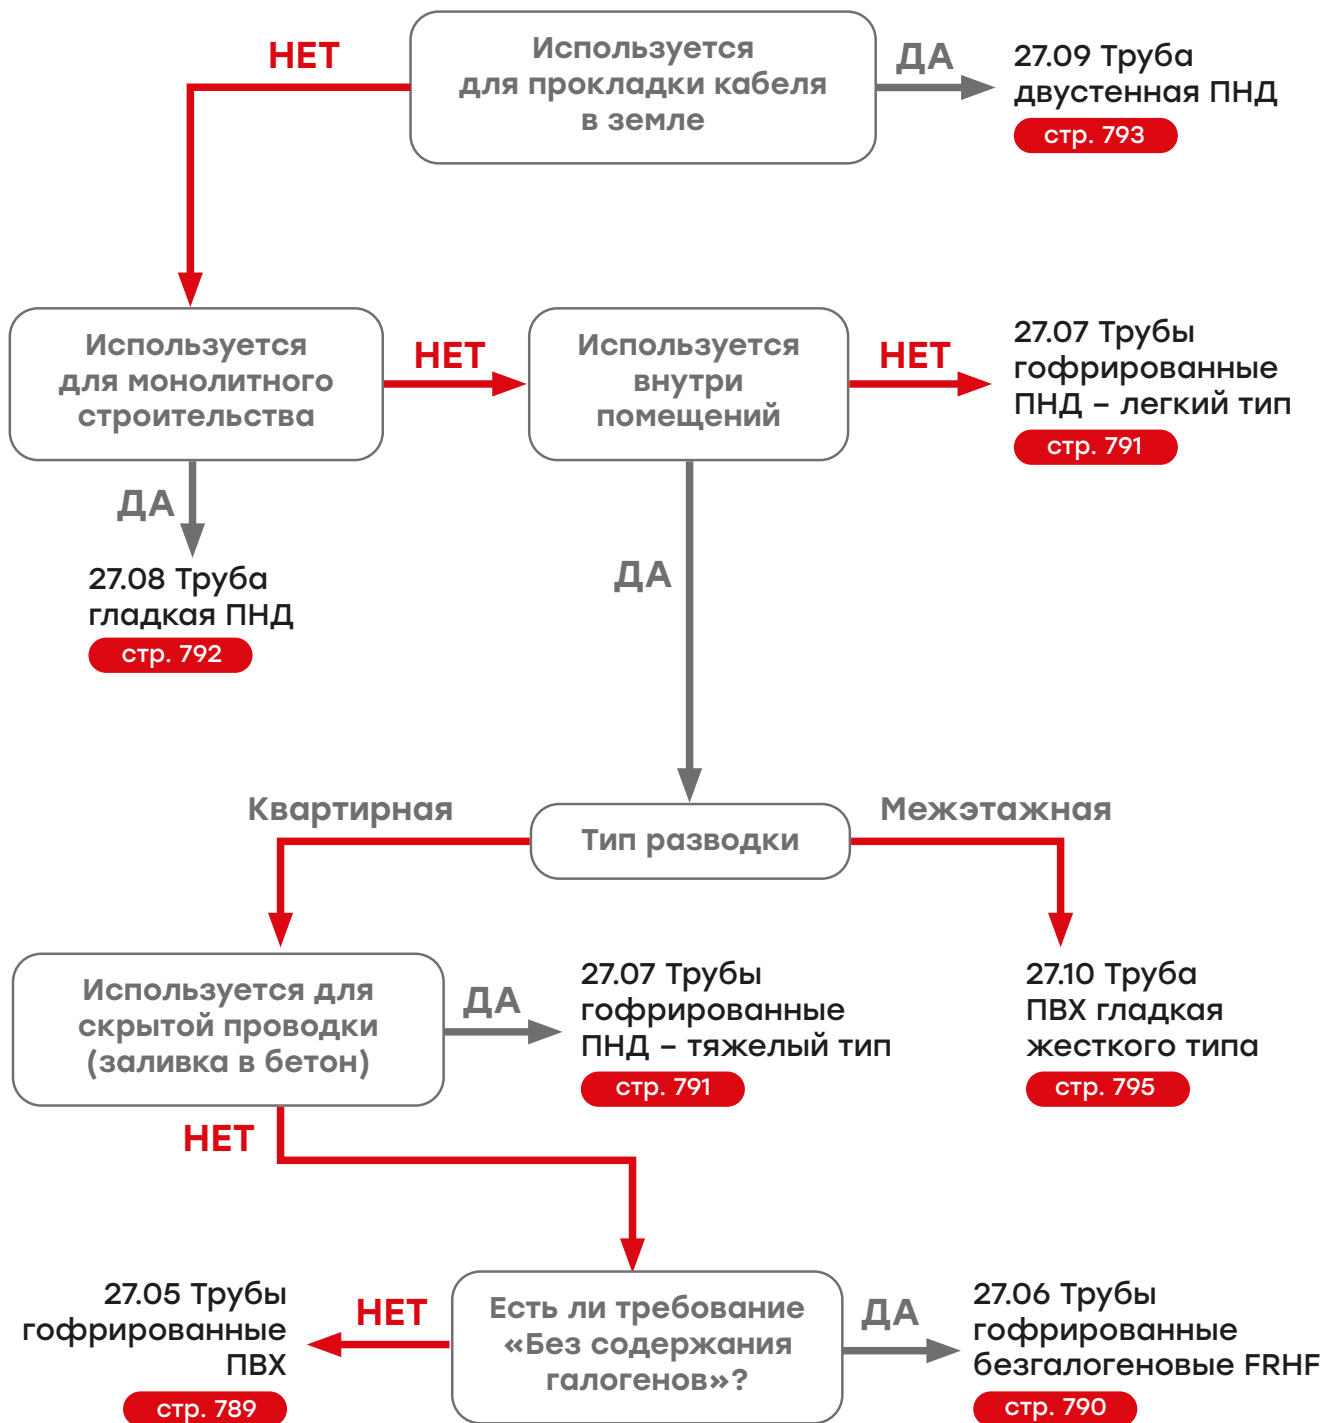 НЕТ
Используется
для прокладки кабеля
в земле
ДА
27.09 Труба
двустенная ПНД
стр. 793
Используется
для монолитного
строительства
НЕТ
Используется
внутри
помещений
НЕТ
27.07 Трубы
гофрированные
ПНД – легкий тип
стр. 791
ДА
27.08 Труба
гладкая ПНД
стр. 792
ДА
Квартирная
Тип разводки
Межэтажная
Используется для
скрытой проводки
(заливка в бетон)
ДА
27.07 Трубы
гофрированные
ПНД – тяжелый тип
стр. 791
27.10 Труба
ПВХ гладкая
жесткого типа
стр. 795
НЕТ
27.05 Трубы
гофрированные
ПВХ
стр. 789
НЕТ
Есть ли требование
«Без содержания
галогенов»?
ДА
27.06 Трубы
гофрированные
безгалогеновые FRHF
стр. 790